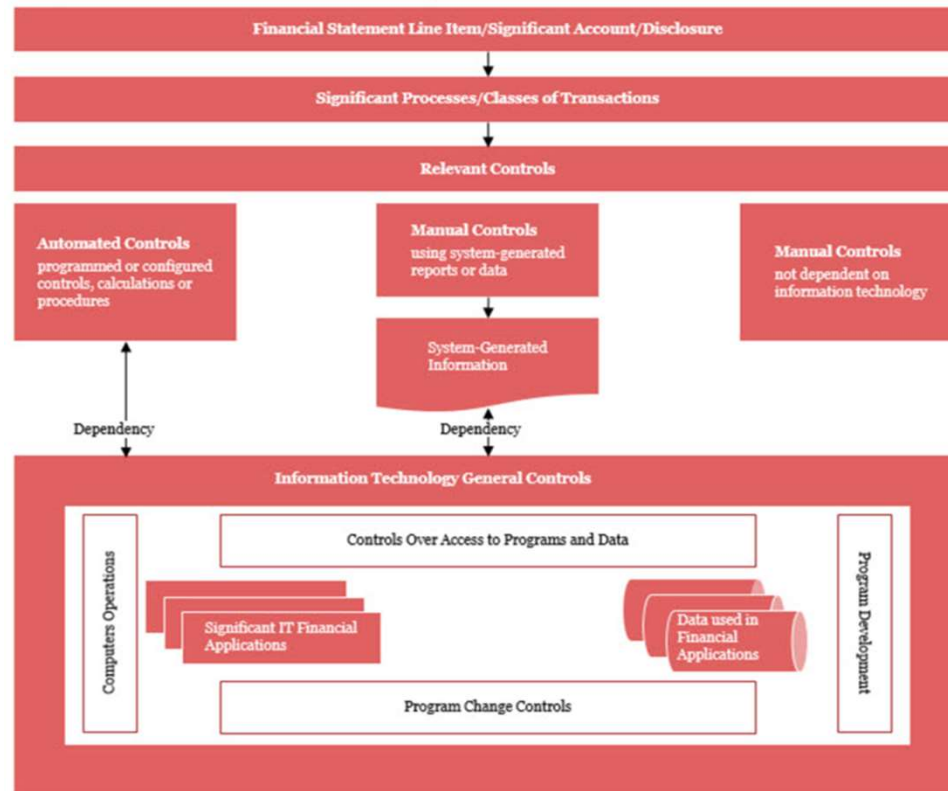 Financial Statement Line Item/Significant Account/Disclosure
Significant Processes/Classes of Transactions
Relevant Controls
Automated Controls
programmed or configured
controls, calculations or
procedures
Manual Controls
using system-generated
reports or data
Manual Controls
not dependent on
information technology
System-Generated
Information
Dependency
Dependency
Information Technology General Controls
Computers Operations
Controls Over Access to Programs and Data
Significant IT Financial
Applications
Data used in
Financial
Applications
Program Change Controls
Program Development